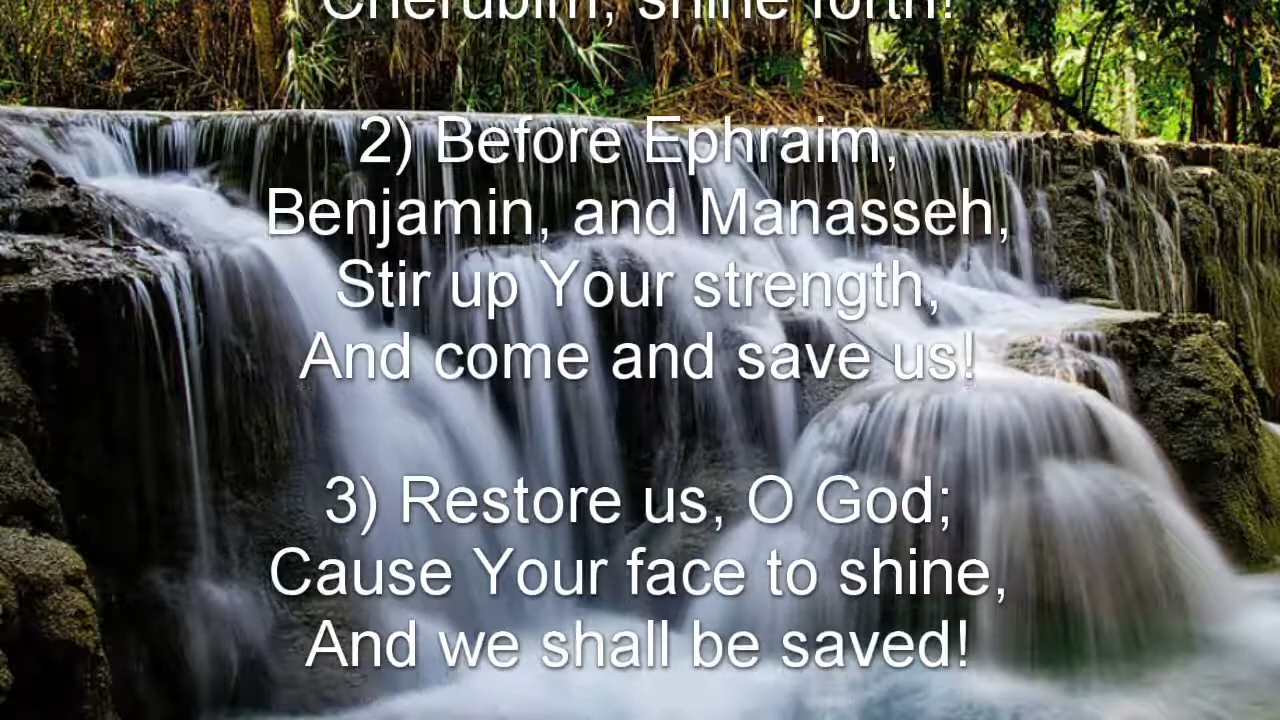 Cherubim, shine forth!
2) Before Ephraim,
Benjamin, and Manasseh,
Stir up Your strength,
And come and save us!
3) Restore us, O God;
Cause Your face to shine,
And we shall be saved!